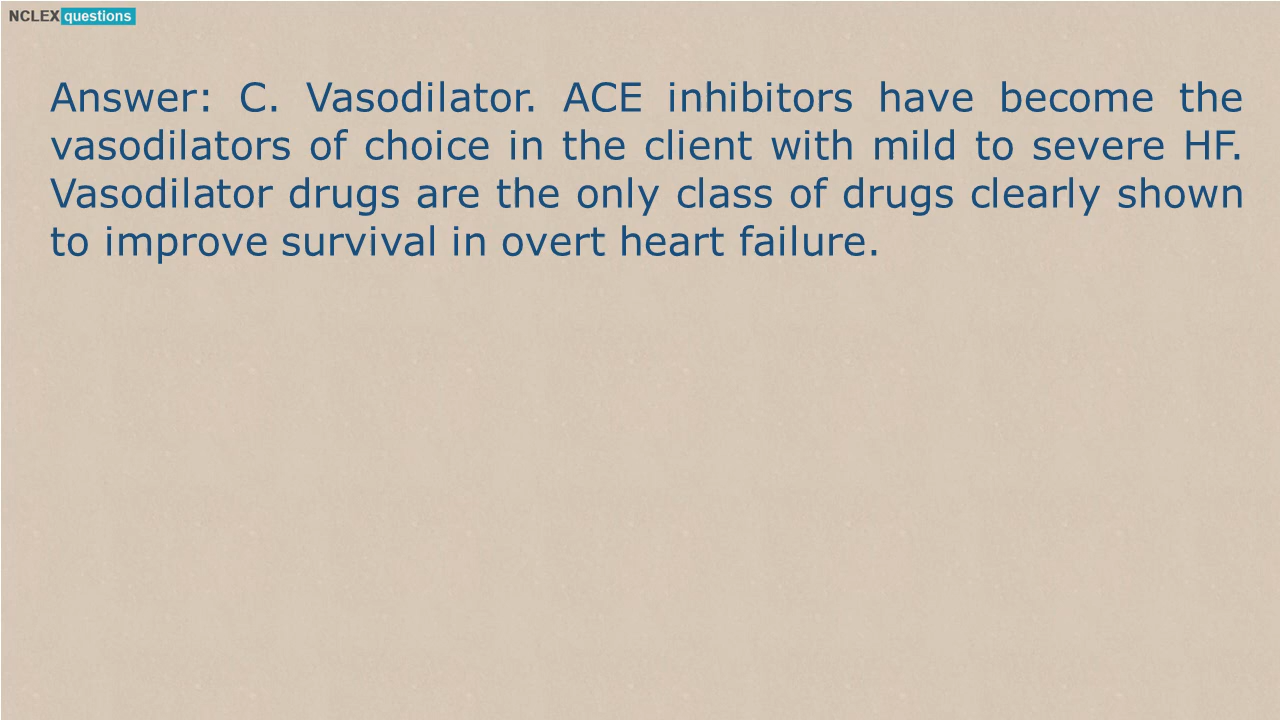 NCLEX questions
Answer: C. Vasodilator. ACE inhibitors have become the
vasodilators of choice in the client with mild to severe HF.
Vasodilator drugs are the only class of drugs clearly shown
to improve survival in overt heart failure.